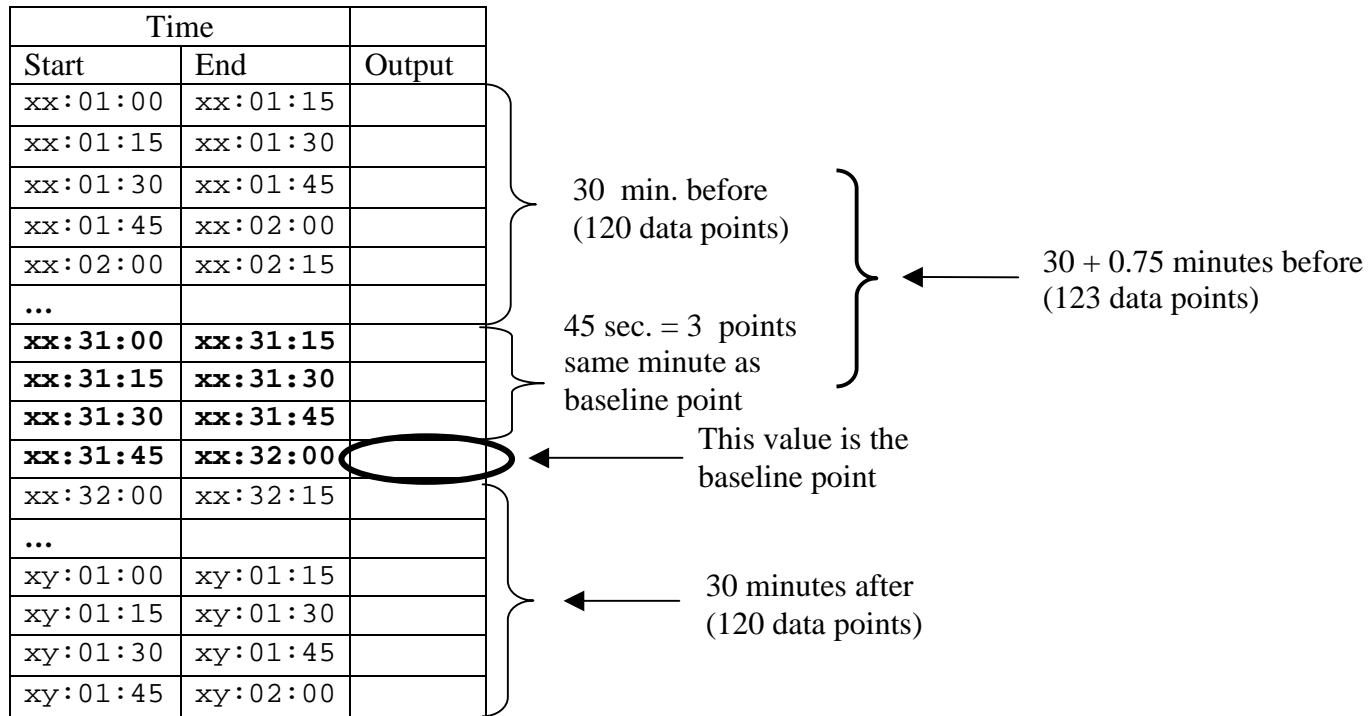 Time
Start End Output
xx:01:00 xx:01:15
xx:01:15 xx:01:30
xx:01:30 xx:01:45
xx:01:45 xx:02:00
xx:02:00 xx:02:15
...
xx:31:00 xx:31:15
xx:31:15 xx:31:30
xx:31:30 xx:31:45
xx:31:45 xx:32:00
xx:32:00 xx:32:15
...
xy:01:00 xy:01:15
xy:01:15 xy:01:30
xy:01:30 xy:01:45
xy:01:45 xy:02:00
30 min. before
(120 data points)
45 sec. = 3 points
same minute as
baseline point
30 + 0.75 minutes before
(123 data points)
This value is the
baseline point
30 minutes after
(120 data points)